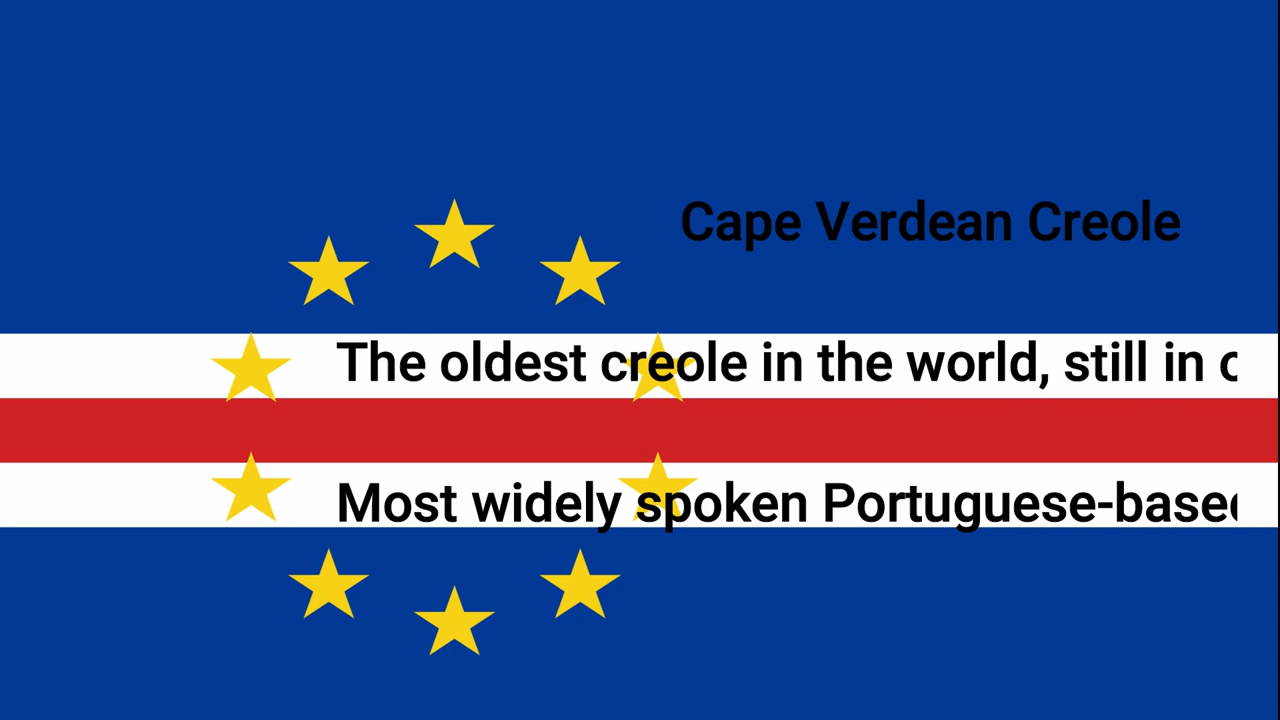 Cape Verdean Creole
The oldest creole in the world, still in
Most widely spoken Portuguese-based